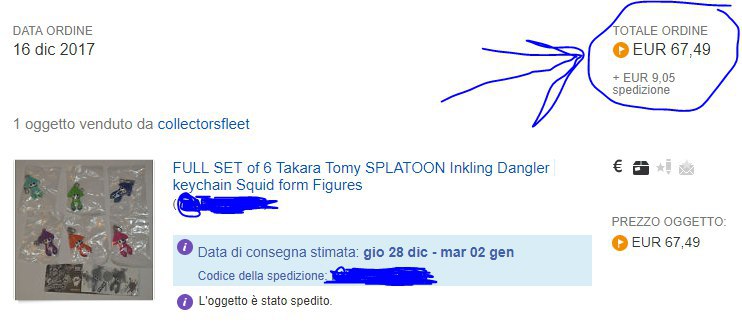 DATA ORDINE
16 dic 2017
TOTALE ORDINE
EUR 67,49
+ EUR 9,05
spedizione
1 oggetto venduto da collectorsfleet
FULL SET of 6 Takara Tomy SPLATOON Inkling Dangler
keychain Squid form Figures
(
€
Data di consegna stimata: gio 28 dic - mar 02 gen
Codice della spedizione:
L'oggetto è stato spedito.
PREZZO OGGETTO:
EUR 67,49